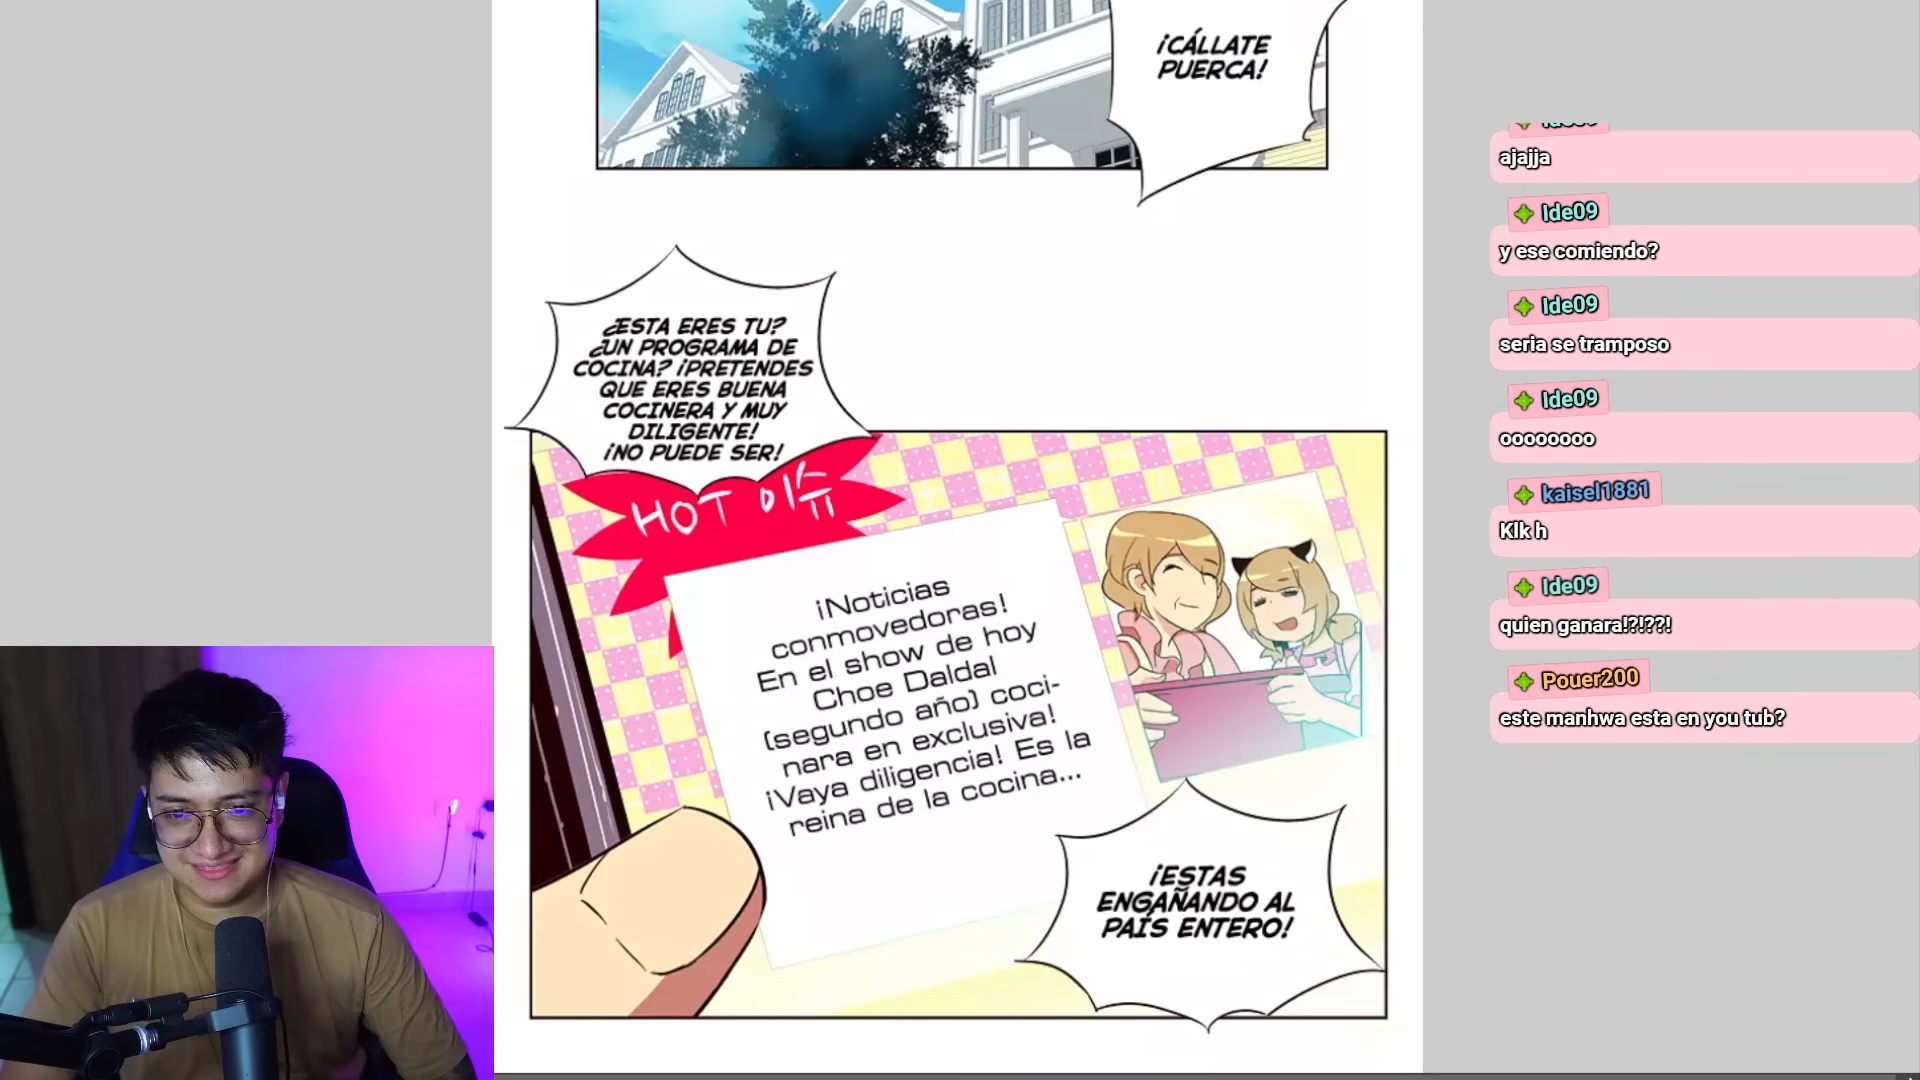 ¡CÁLLATE
PUERCA!
¿ESTA ERES TU?
¿UN PROGRAMA DE
COCINA? ¡PRETENDES
QUE ERES BUENA
COCINERA Y MUY
DILIGENTE!
¡NO PUEDE SER!
HOT 이슈
¡Noticias
conmovedoras!
En el show de hoy
Choe Daldal
(segundo año) coci-
nara en exclusiva!
¡Vaya diligencia! Es la
reina de la cocina...
¡ESTAS
ENGAÑANDO AL
PAÍS ENTERO!
ajajja
Ide09
y ese comiendo?
Ide09
seria se tramposo
Ide09
oooooooo
kaisel1881
Klk h
Ide09
quien ganara!?!??!
Pouer200
este manhwa esta en you tub?